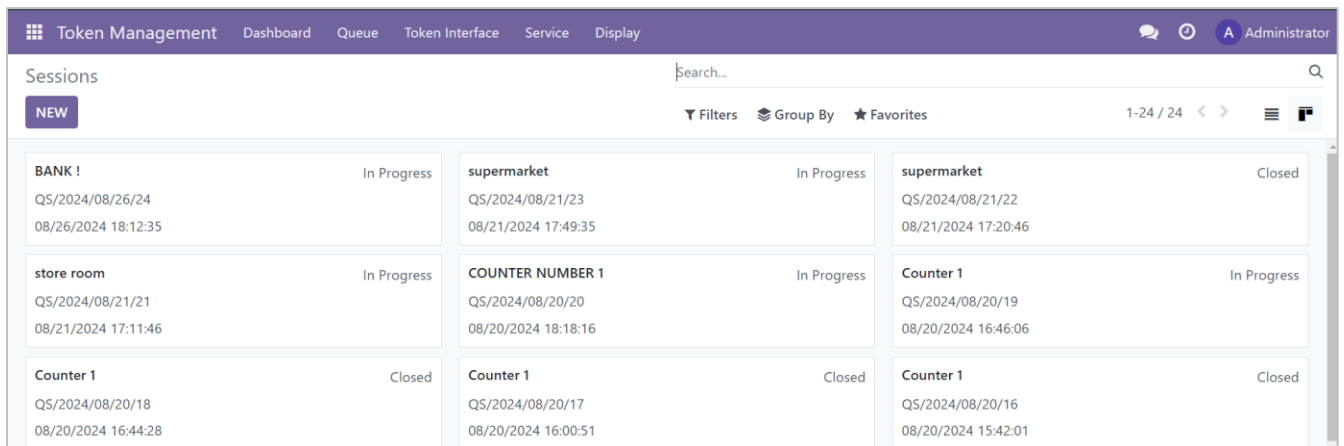 Token Management Dashboard Queue Token Interface Service Display A Administrator
Sessions Search...
NEW Filters Group By Favorites 1-24 / 24
BANK ! In Progress
QS/2024/08/26/24
08/26/2024 18:12:35
supermarket In Progress
QS/2024/08/21/23
08/21/2024 17:49:35
supermarket Closed
QS/2024/08/21/22
08/21/2024 17:20:46
store room In Progress
QS/2024/08/21/21
08/21/2024 17:11:46
COUNTER NUMBER 1 In Progress
QS/2024/08/20/20
08/20/2024 18:18:16
Counter 1 In Progress
QS/2024/08/20/19
08/20/2024 16:46:06
Counter 1 Closed
QS/2024/08/20/18
08/20/2024 16:44:28
Counter 1 Closed
QS/2024/08/20/17
08/20/2024 16:00:51
Counter 1 Closed
QS/2024/08/20/16
08/20/2024 15:42:01